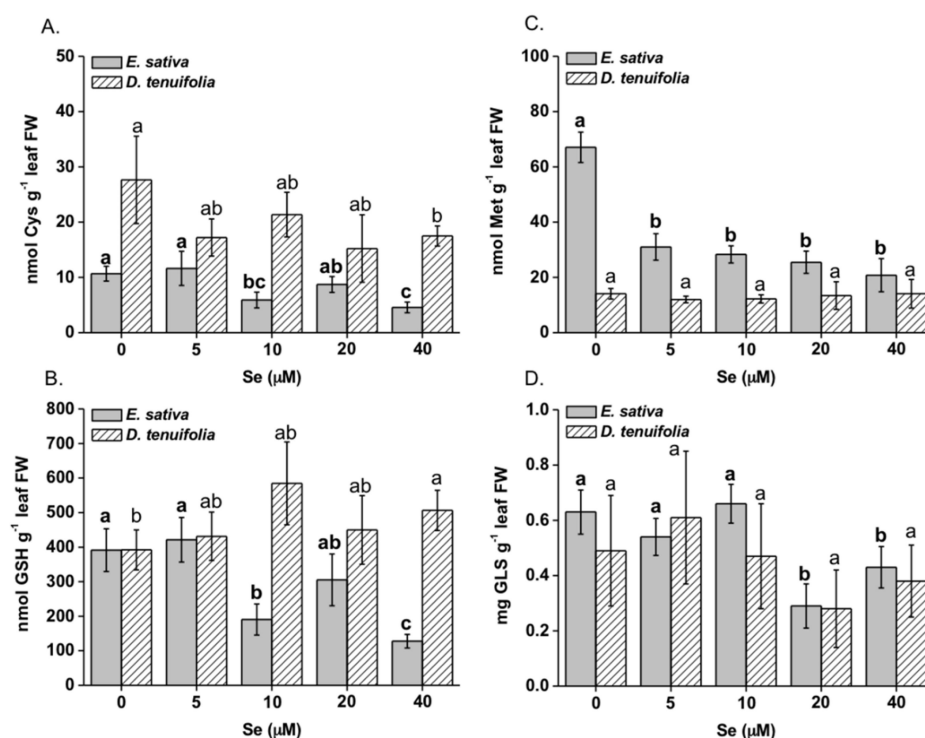 A.
50
40
30
20
10
0
nmol Cys g⁻¹ leaf FW
E. sativa
D. tenuifolia
a a
a ab
bc ab
ab ab
c b
0 5 10 20 40
Se (μM)
C.
100
80
60
40
20
0
nmol Met g⁻¹ leaf FW
E. sativa
D. tenuifolia
a a
b a
b a
b a
b a
0 5 10 20 40
Se (μM)
B.
800
700
600
500
400
300
200
100
0
nmol GSH g⁻¹ leaf FW
E. sativa
D. tenuifolia
a b
a ab
b ab
ab ab
c a
0 5 10 20 40
Se (μM)
D.
1.0
0.8
0.6
0.4
0.2
0.0
mg GLS g⁻¹ leaf FW
E. sativa
D. tenuifolia
a a
a a
a a
b a
b a
0 5 10 20 40
Se (μM)